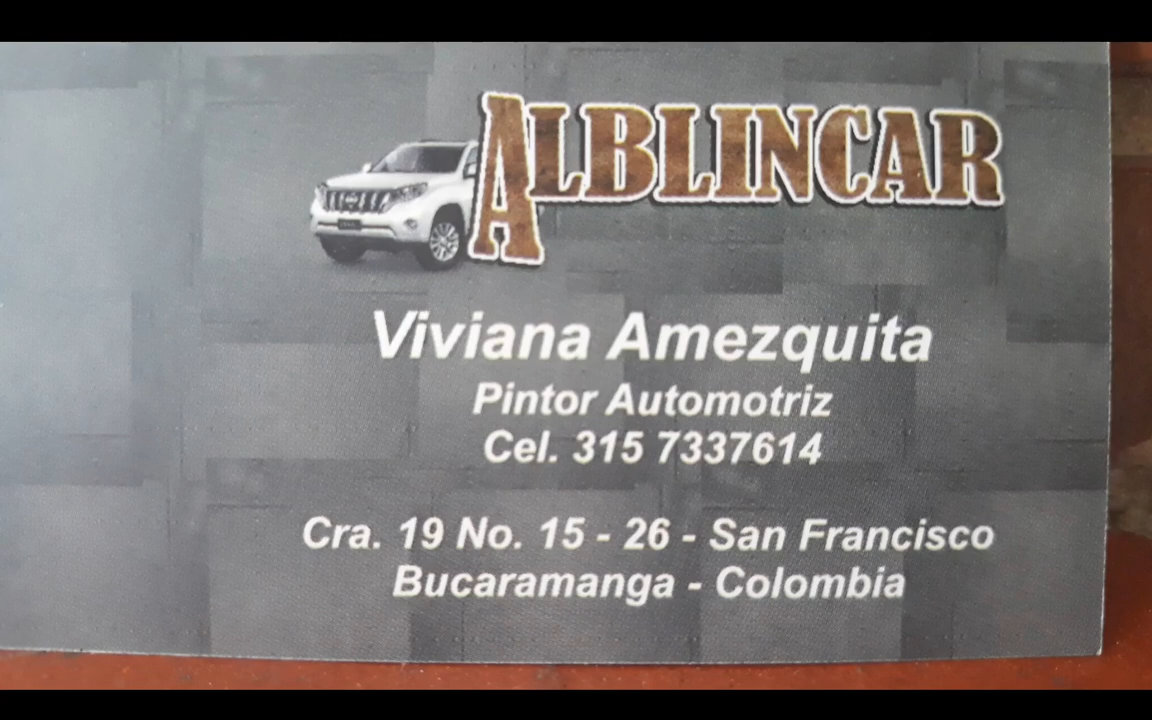 ALBLINCAR
Viviana Amezquita
Pintor Automotriz
Cel. 315 7337614
Cra. 19 No. 15 - 26 - San Francisco
Bucaramanga - Colombia